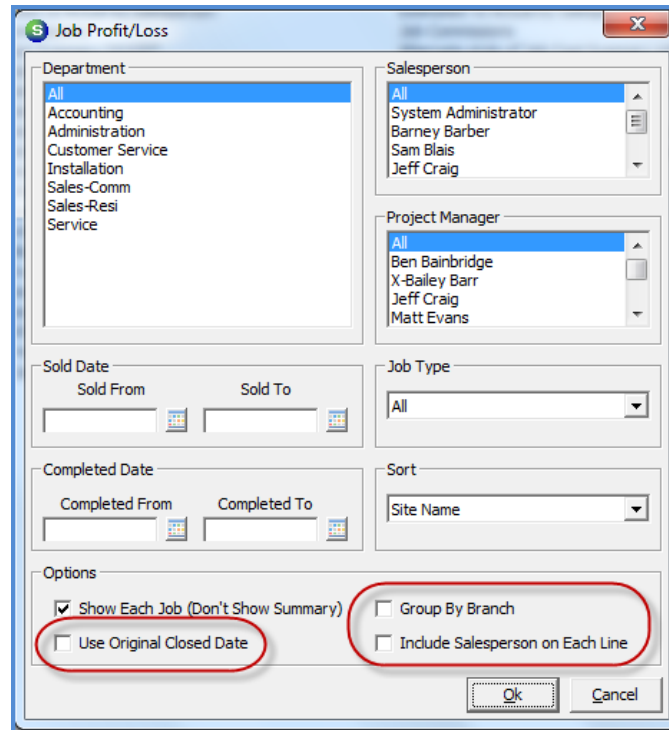 S Job Profit/Loss
Department
All
Accounting
Administration
Customer Service
Installation
Sales-Comm
Sales-Resi
Service
Salesperson
All
System Administrator
Barney Barber
Sam Blais
Jeff Craig
Project Manager
All
Ben Bainbridge
X-Bailey Barr
Jeff Craig
Matt Evans
Sold Date
Sold From Sold To
Job Type
All
Completed Date
Completed From Completed To
Sort
Site Name
Options
Show Each Job (Don't Show Summary) Group By Branch
Use Original Closed Date Include Salesperson on Each Line
Ok Cancel